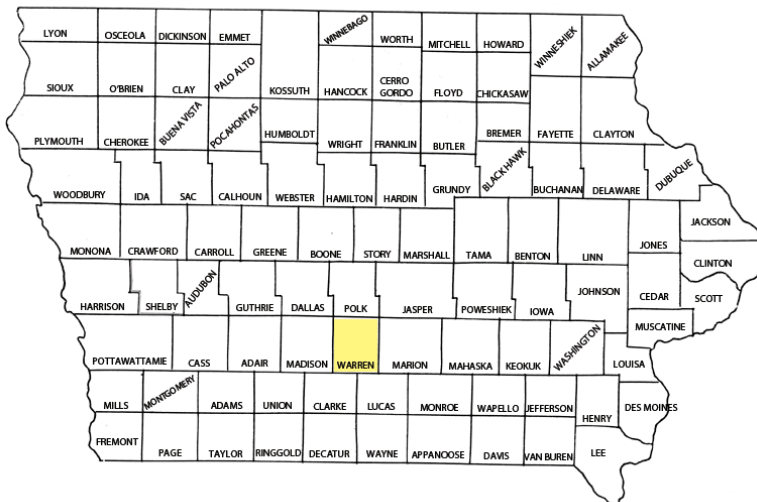 LYON OSCEOLA DICKINSON EMMET WINNEBAGO WORTH MITCHELL HOWARD WINNESHIEK ALLAMAKEE
SIOUX O'BRIEN CLAY PALO ALTO KOSSUTH HANCOCK CERRO GORDO FLOYD CHICKASAW
PLYMOUTH CHEROKEE BUENA VISTA POCAHONTAS HUMBOLDT WRIGHT FRANKLIN BUTLER BREMER FAYETTE CLAYTON
WOODBURY IDA SAC CALHOUN WEBSTER HAMILTON HARDIN GRUNDY BLACK HAWK BUCHANAN DELAWARE DUBUQUE
MONONA CRAWFORD CARROLL GREENE BOONE STORY MARSHALL TAMA BENTON LINN JONES JACKSON
CLINTON
HARRISON SHELBY AUDUBON GUTHRIE DALLAS POLK JASPER POWESHIEK IOWA JOHNSON CEDAR SCOTT
MUSCATINE
POTTAWATTAMIE CASS ADAIR MADISON WARREN MARION MAHASKA KEOKUK WASHINGTON LOUISA
MILLS MONTGOMERY ADAMS UNION CLARKE LUCAS MONROE WAPELLO JEFFERSON HENRY DES MOINES
FREMONT PAGE TAYLOR RINGGOLD DECATUR WAYNE APPANOOSE DAVIS VAN BUREN LEE